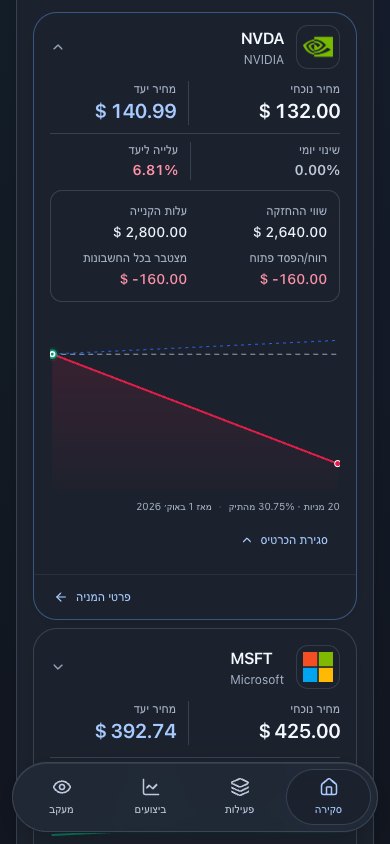 NVDA
NVIDIA
מחיר נוכחי
$ 132.00
מחיר יעד
$ 140.99
שינוי יומי
0.00%
עלייה ליעד
6.81%
שווי ההחזקה
$ 2,640.00
עלות הקנייה
$ 2,800.00
רווח/הפסד פתוח
$ -160.00
מצטבר בכל החשבונות
$ -160.00
20 מניות · 30.75% מהתיק · מאז 1 באוק׳ 2026
סגירת הכרטיס
פרטי המניה
MSFT
Microsoft
מחיר נוכחי
$ 425.00
מחיר יעד
$ 392.74
סקירה
פעילות
ביצועים
מעקב